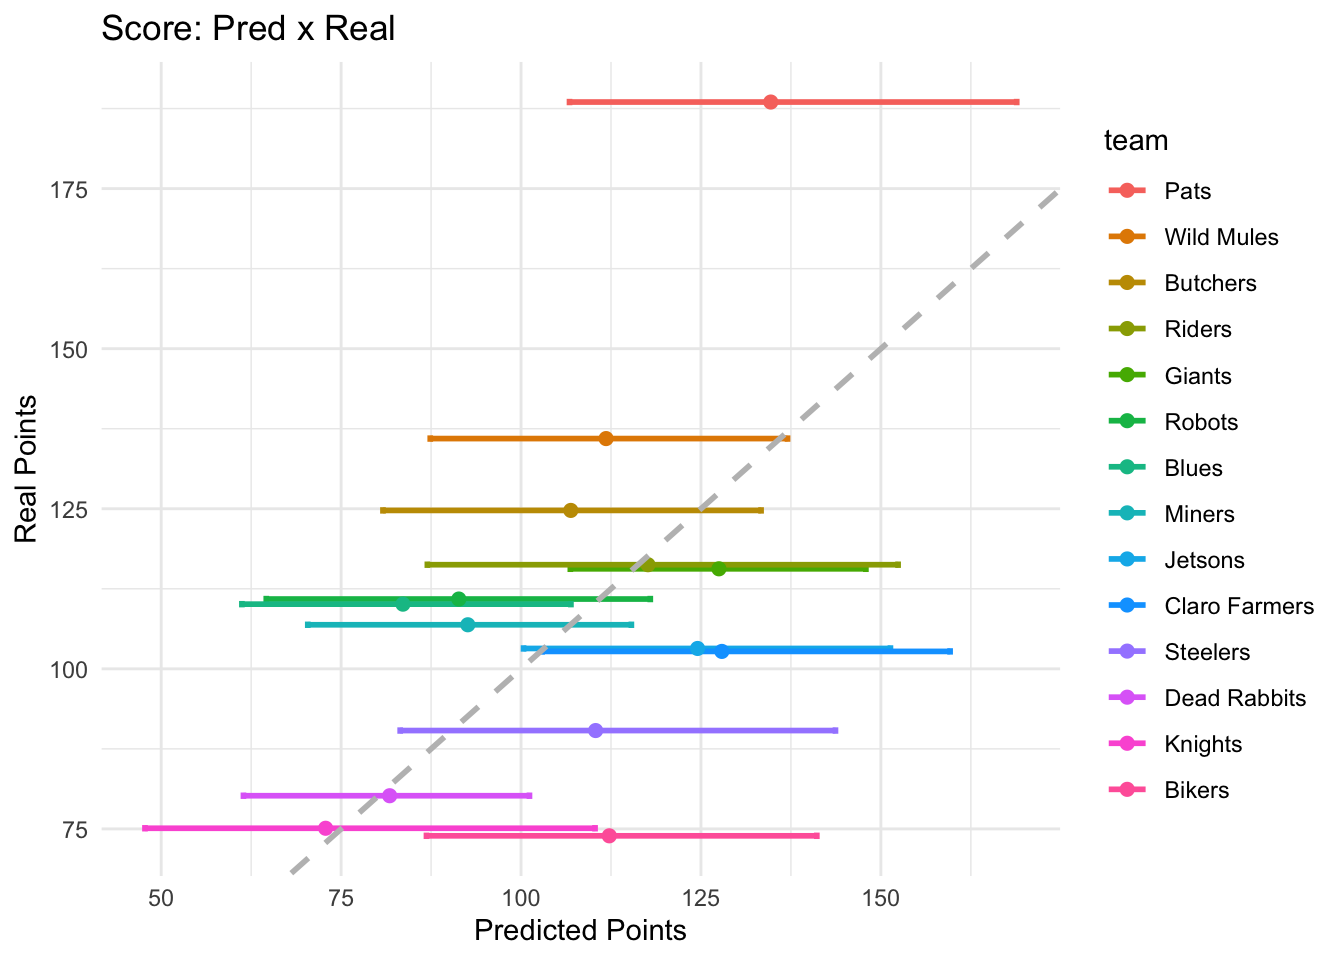 Score: Pred x Real
Real Points
175
150
125
100
75
50
75
100
125
150
Predicted Points
team
Pats
Wild Mules
Butchers
Riders
Giants
Robots
Blues
Miners
Jetsons
Claro Farmers
Steelers
Dead Rabbits
Knights
Bikers